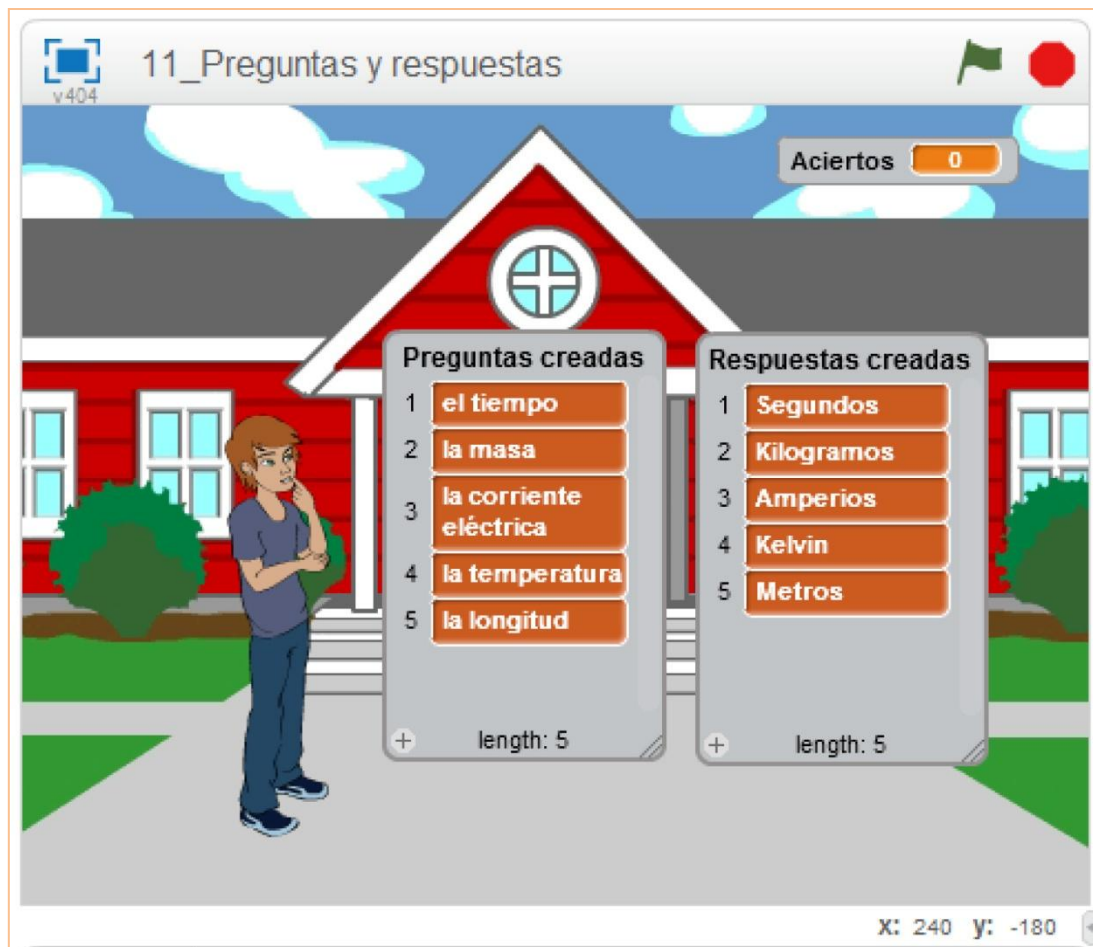 11_Preguntas y respuestas
v404
Aciertos 0
Preguntas creadas
1 el tiempo
2 la masa
3 la corriente
eléctrica
4 la temperatura
5 la longitud
length: 5
Respuestas creadas
1 Segundos
2 Kilogramos
3 Amperios
4 Kelvin
5 Metros
length: 5
x: 240 y: -180